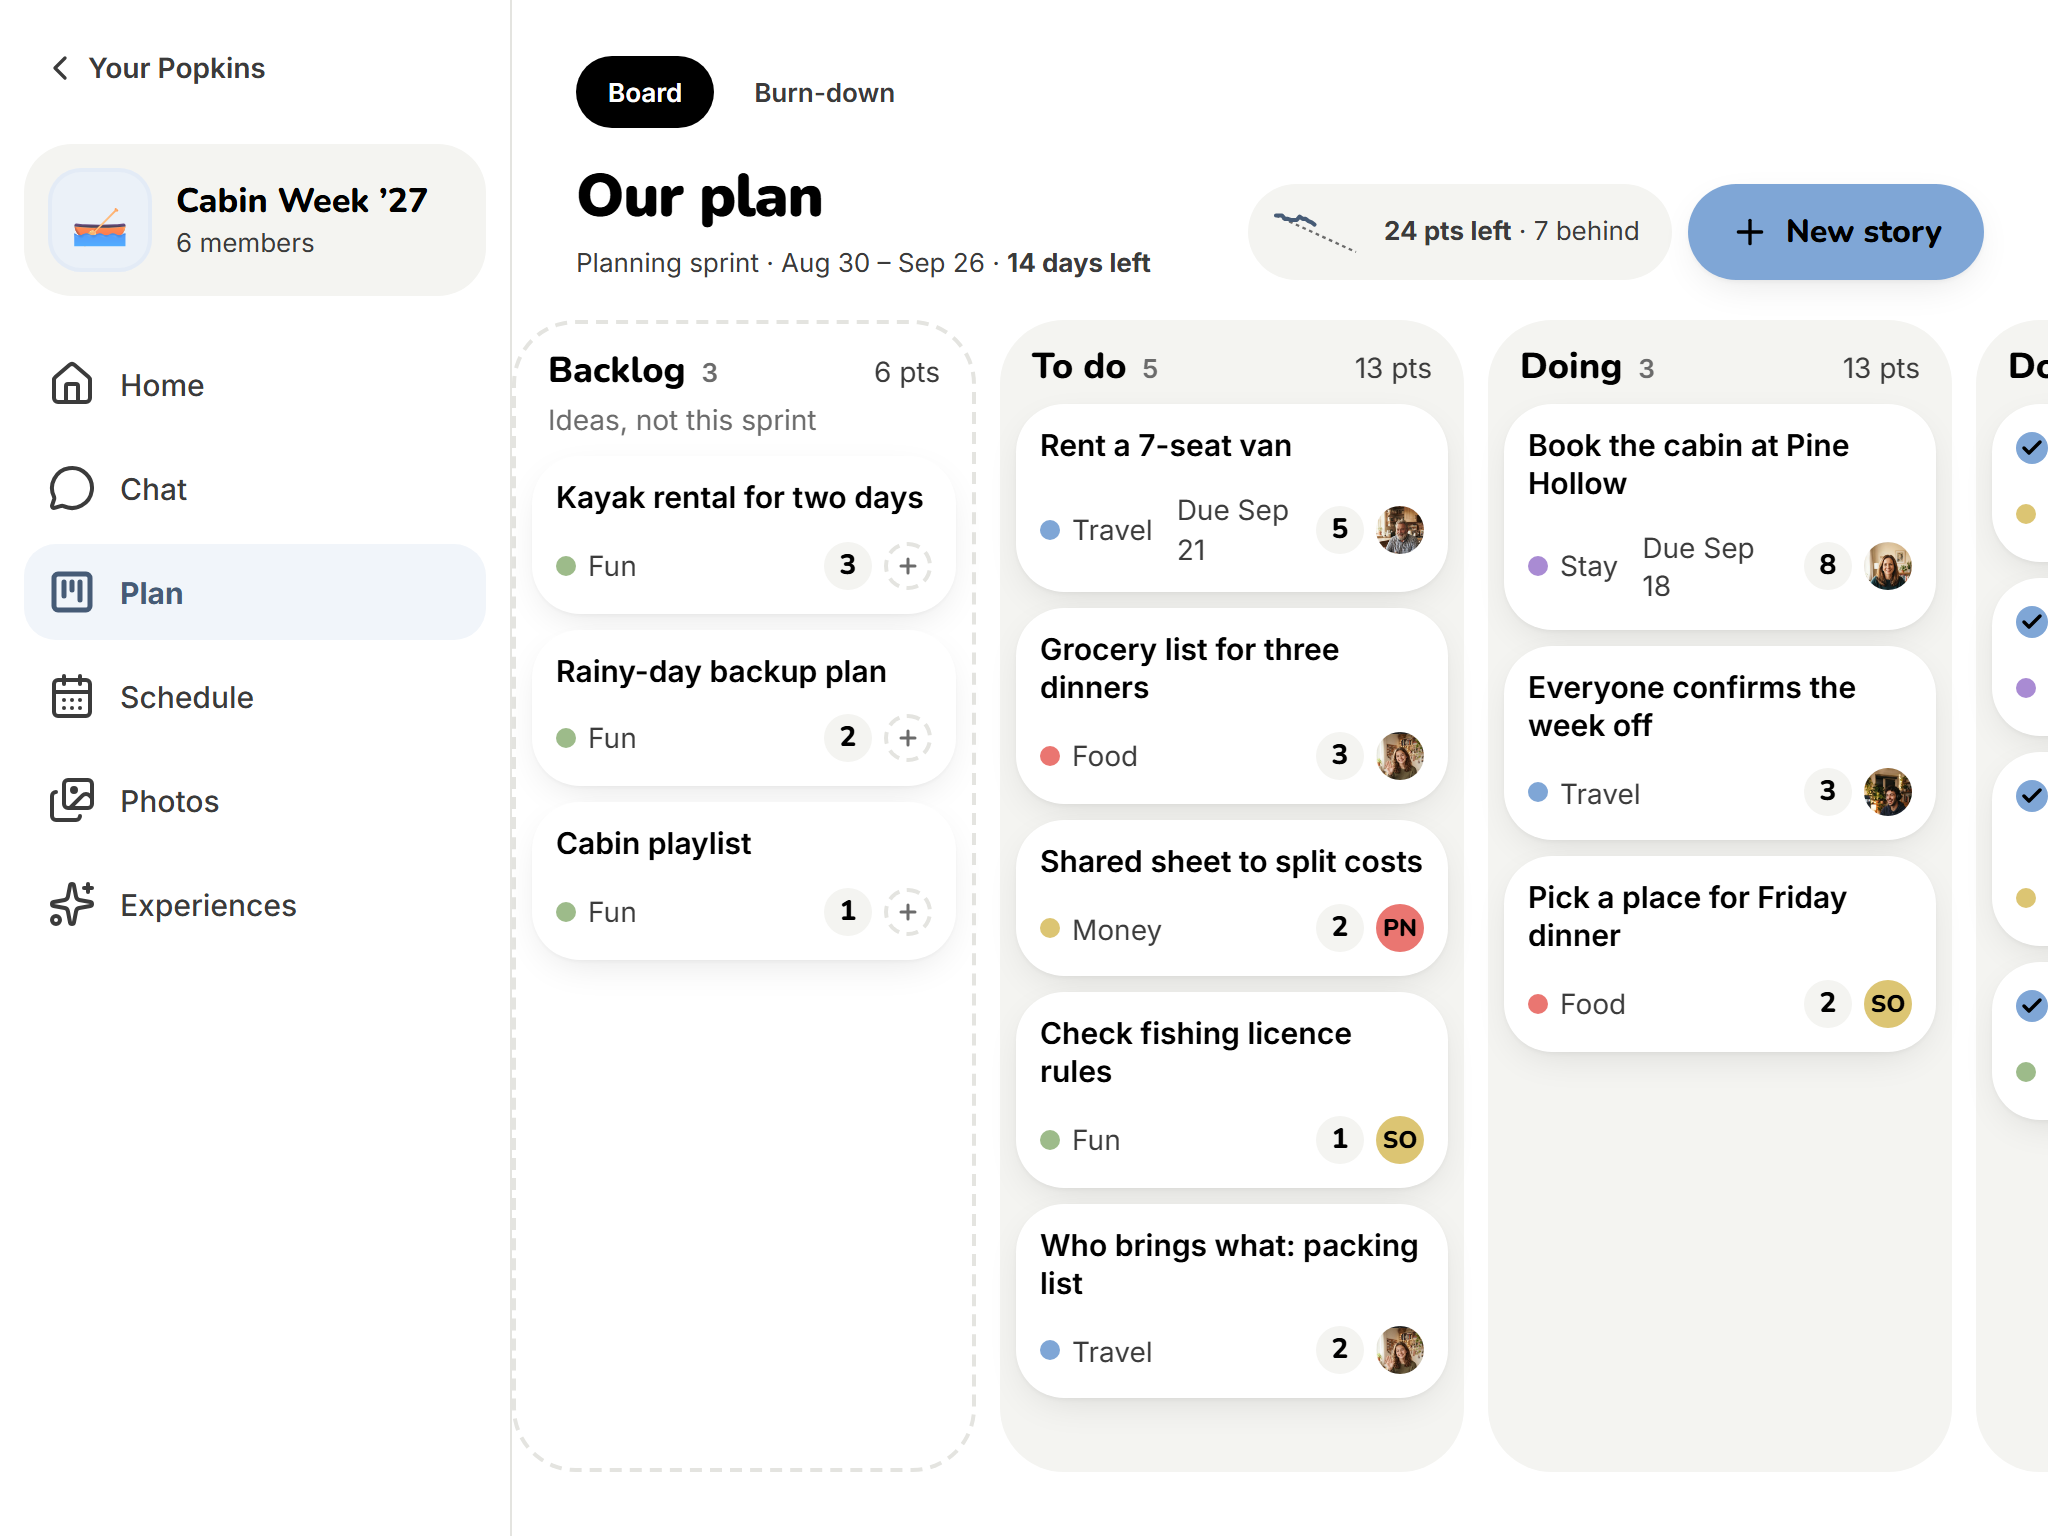 Your Popkins
Cabin Week ’27
6 members
Home
Chat
Plan
Schedule
Photos
Experiences
Board
Burn-down
Our plan
Planning sprint · Aug 30 – Sep 26 · 14 days left
24 pts left · 7 behind
New story
Backlog 3 6 pts
Ideas, not this sprint
Kayak rental for two days
Fun 3
Rainy-day backup plan
Fun 2
Cabin playlist
Fun 1
To do 5 13 pts
Rent a 7-seat van
Travel Due Sep 5
21
Grocery list for three
dinners
Food 3
Shared sheet to split costs
Money 2 PN
Check fishing licence
rules
Fun 1 SO
Who brings what: packing
list
Travel 2
Doing 3 13 pts
Book the cabin at Pine
Hollow
Stay Due Sep 8
18
Everyone confirms the
week off
Travel 3
Pick a place for Friday
dinner
Food 2 SO